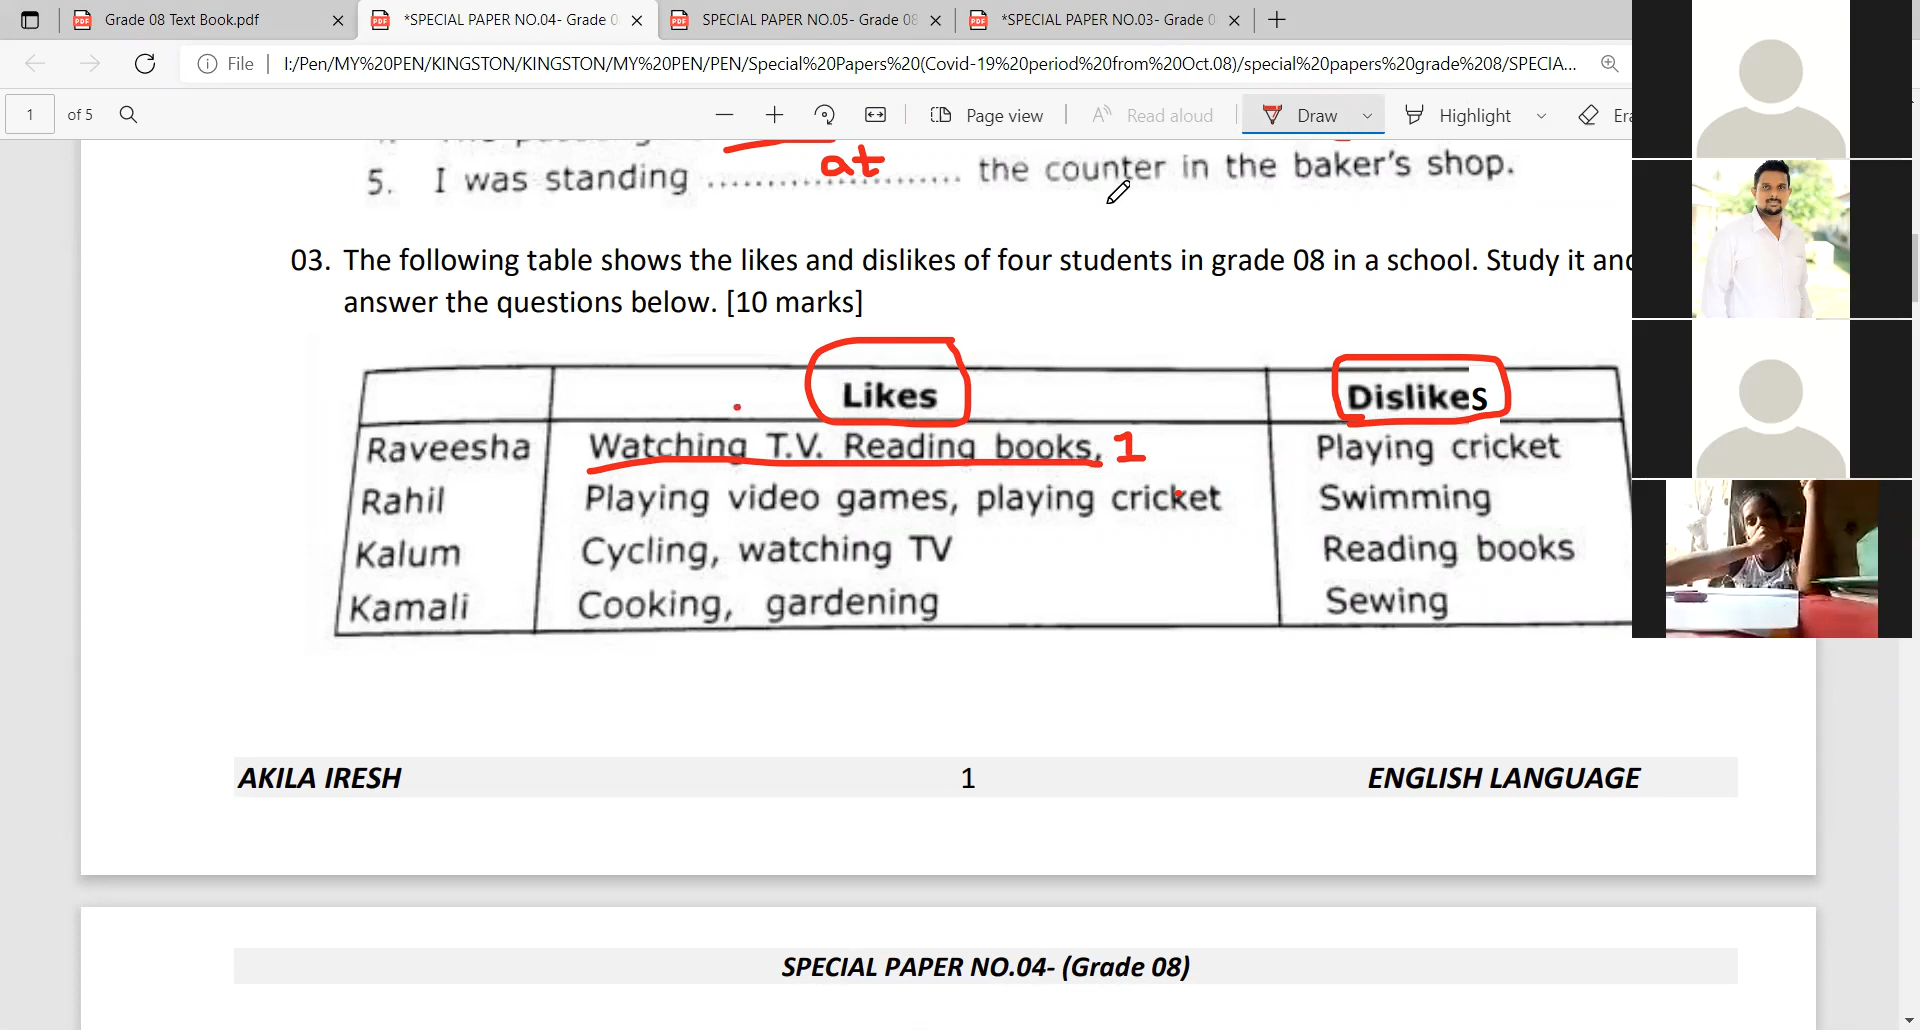 Grade 08 Text Book.pdf
*SPECIAL PAPER NO.04- Grade 0
SPECIAL PAPER NO.05- Grade 08
*SPECIAL PAPER NO.03- Grade 0
File
I:/Pen/MY%20PEN/KINGSTON/KINGSTON/MY%20PEN/PEN/Special%20Papers%20(Covid-19%20period%20from%20Oct.08)/special%20papers%20grade%208/SPECIA...
1 of 5
Page view
Read aloud
Draw
Highlight
Era
5. I was standing ........at........ the counter in the baker's shop.
03. The following table shows the likes and dislikes of four students in grade 08 in a school. Study it and
answer the questions below. [10 marks]
Likes Dislikes
Raveesha Watching T.V. Reading books, 1 Playing cricket
Rahil Playing video games, playing cricket Swimming
Kalum Cycling, watching TV Reading books
Kamali Cooking, gardening Sewing
AKILA IRESH 1 ENGLISH LANGUAGE
SPECIAL PAPER NO.04- (Grade 08)